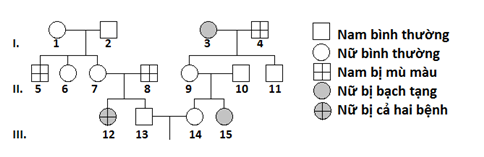 I.
1 2 3 4
Nam bình thường
Nữ bình thường
Nam bị mù màu
Nữ bị bạch tạng
Nữ bị cả hai bệnh
II.
5 6 7 8 9 10 11
III.
12 13 14 15